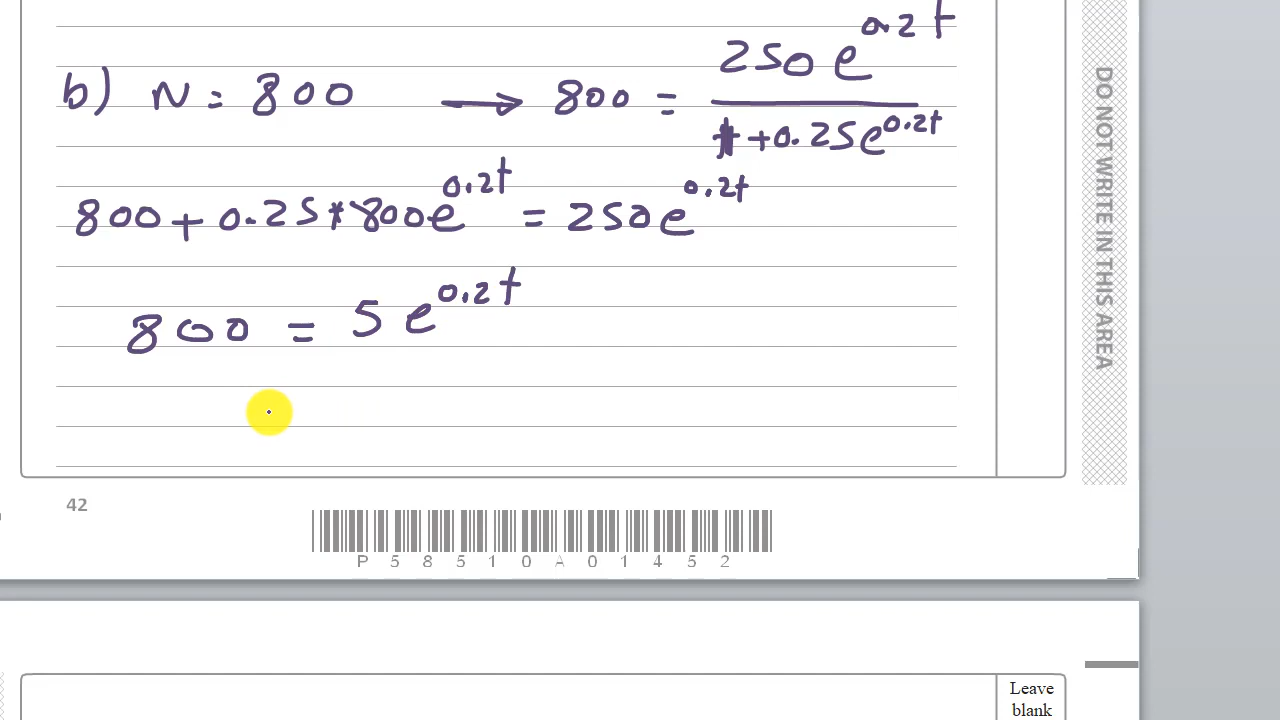 b) N = 800 → 800 = 250e^0.2t / 1+0.25e^0.2t
800 + 0.25*800e^0.2t = 250e^0.2t
800 = 5e^0.2t
DO NOT WRITE IN THIS AREA
42
P58510A01452
Leave
blank